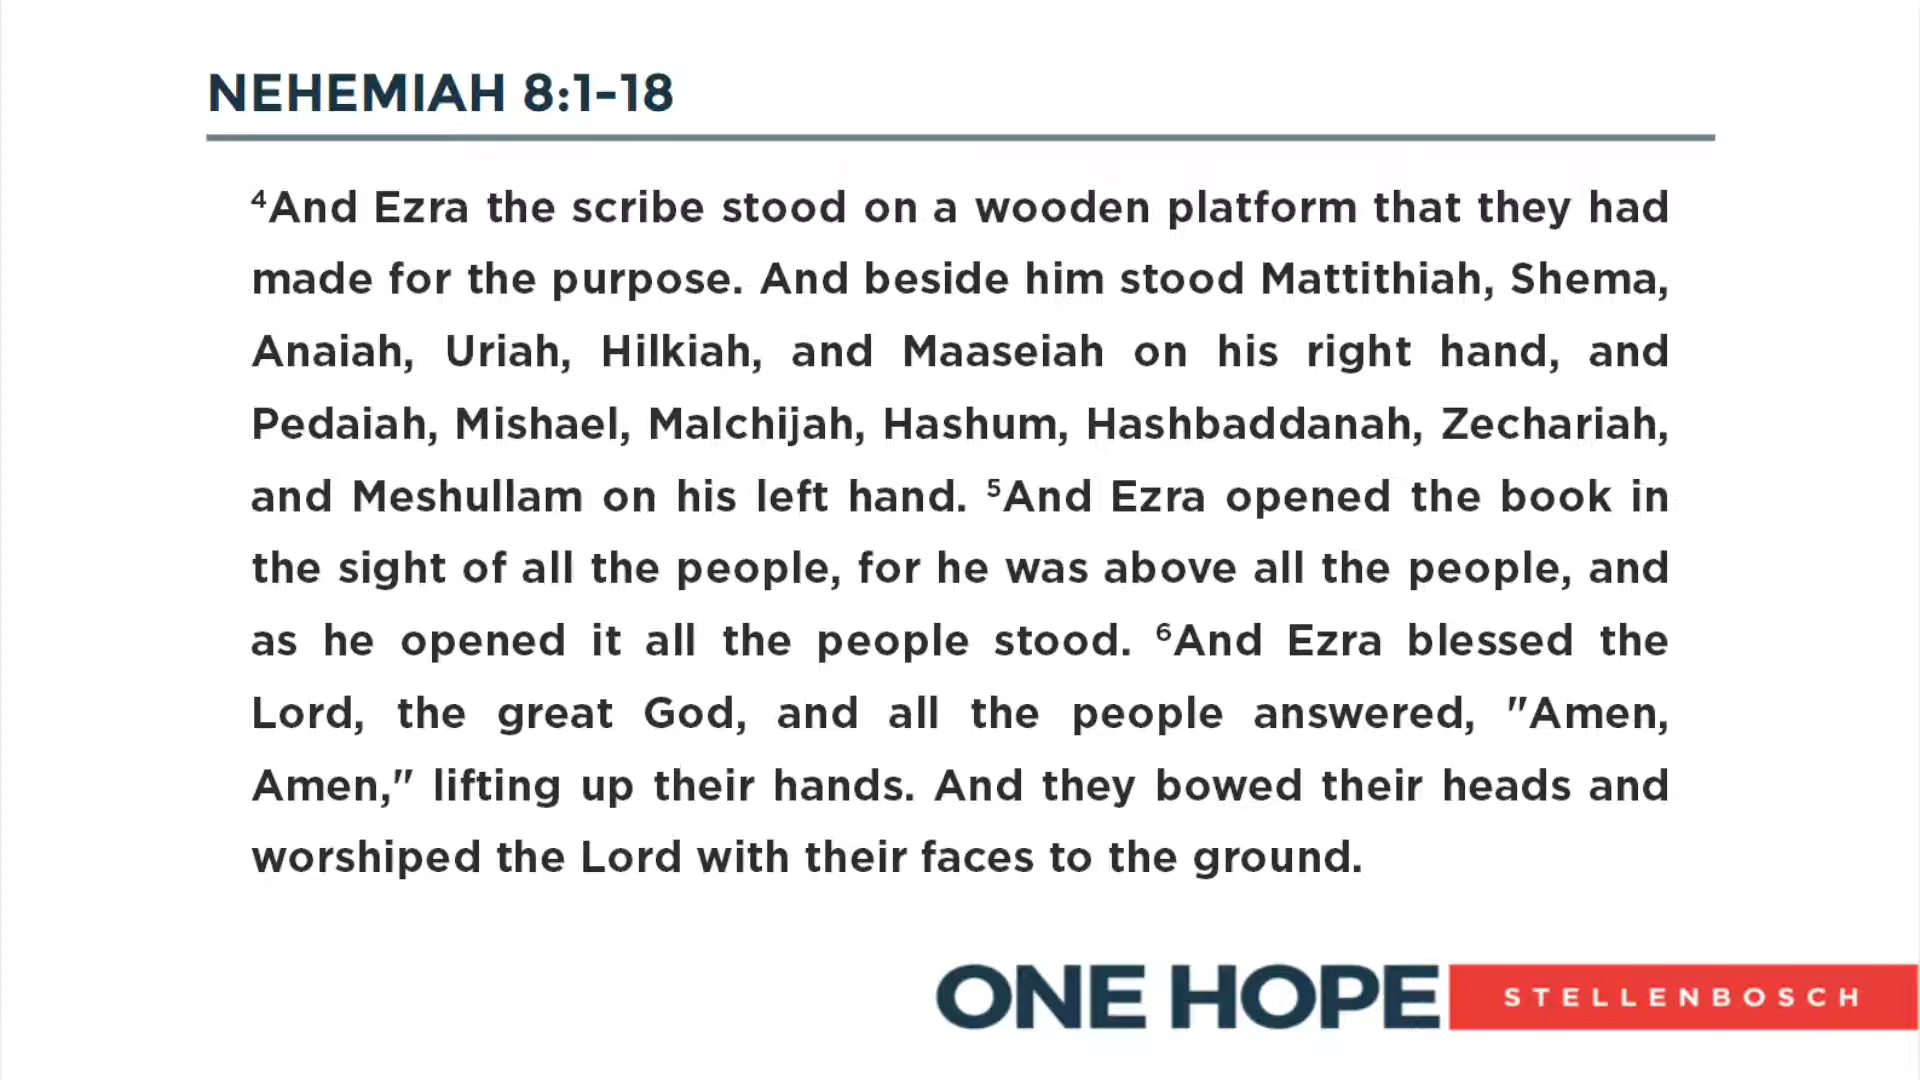 NEHEMIAH 8:1-18
⁴And Ezra the scribe stood on a wooden platform that they had
made for the purpose. And beside him stood Mattithiah, Shema,
Anaiah, Uriah, Hilkiah, and Maaseiah on his right hand, and
Pedaiah, Mishael, Malchijah, Hashum, Hashbaddanah, Zechariah,
and Meshullam on his left hand. ⁵And Ezra opened the book in
the sight of all the people, for he was above all the people, and
as he opened it all the people stood. ⁶And Ezra blessed the
Lord, the great God, and all the people answered, "Amen,
Amen," lifting up their hands. And they bowed their heads and
worshiped the Lord with their faces to the ground.
ONE HOPE STELLENBOSCH